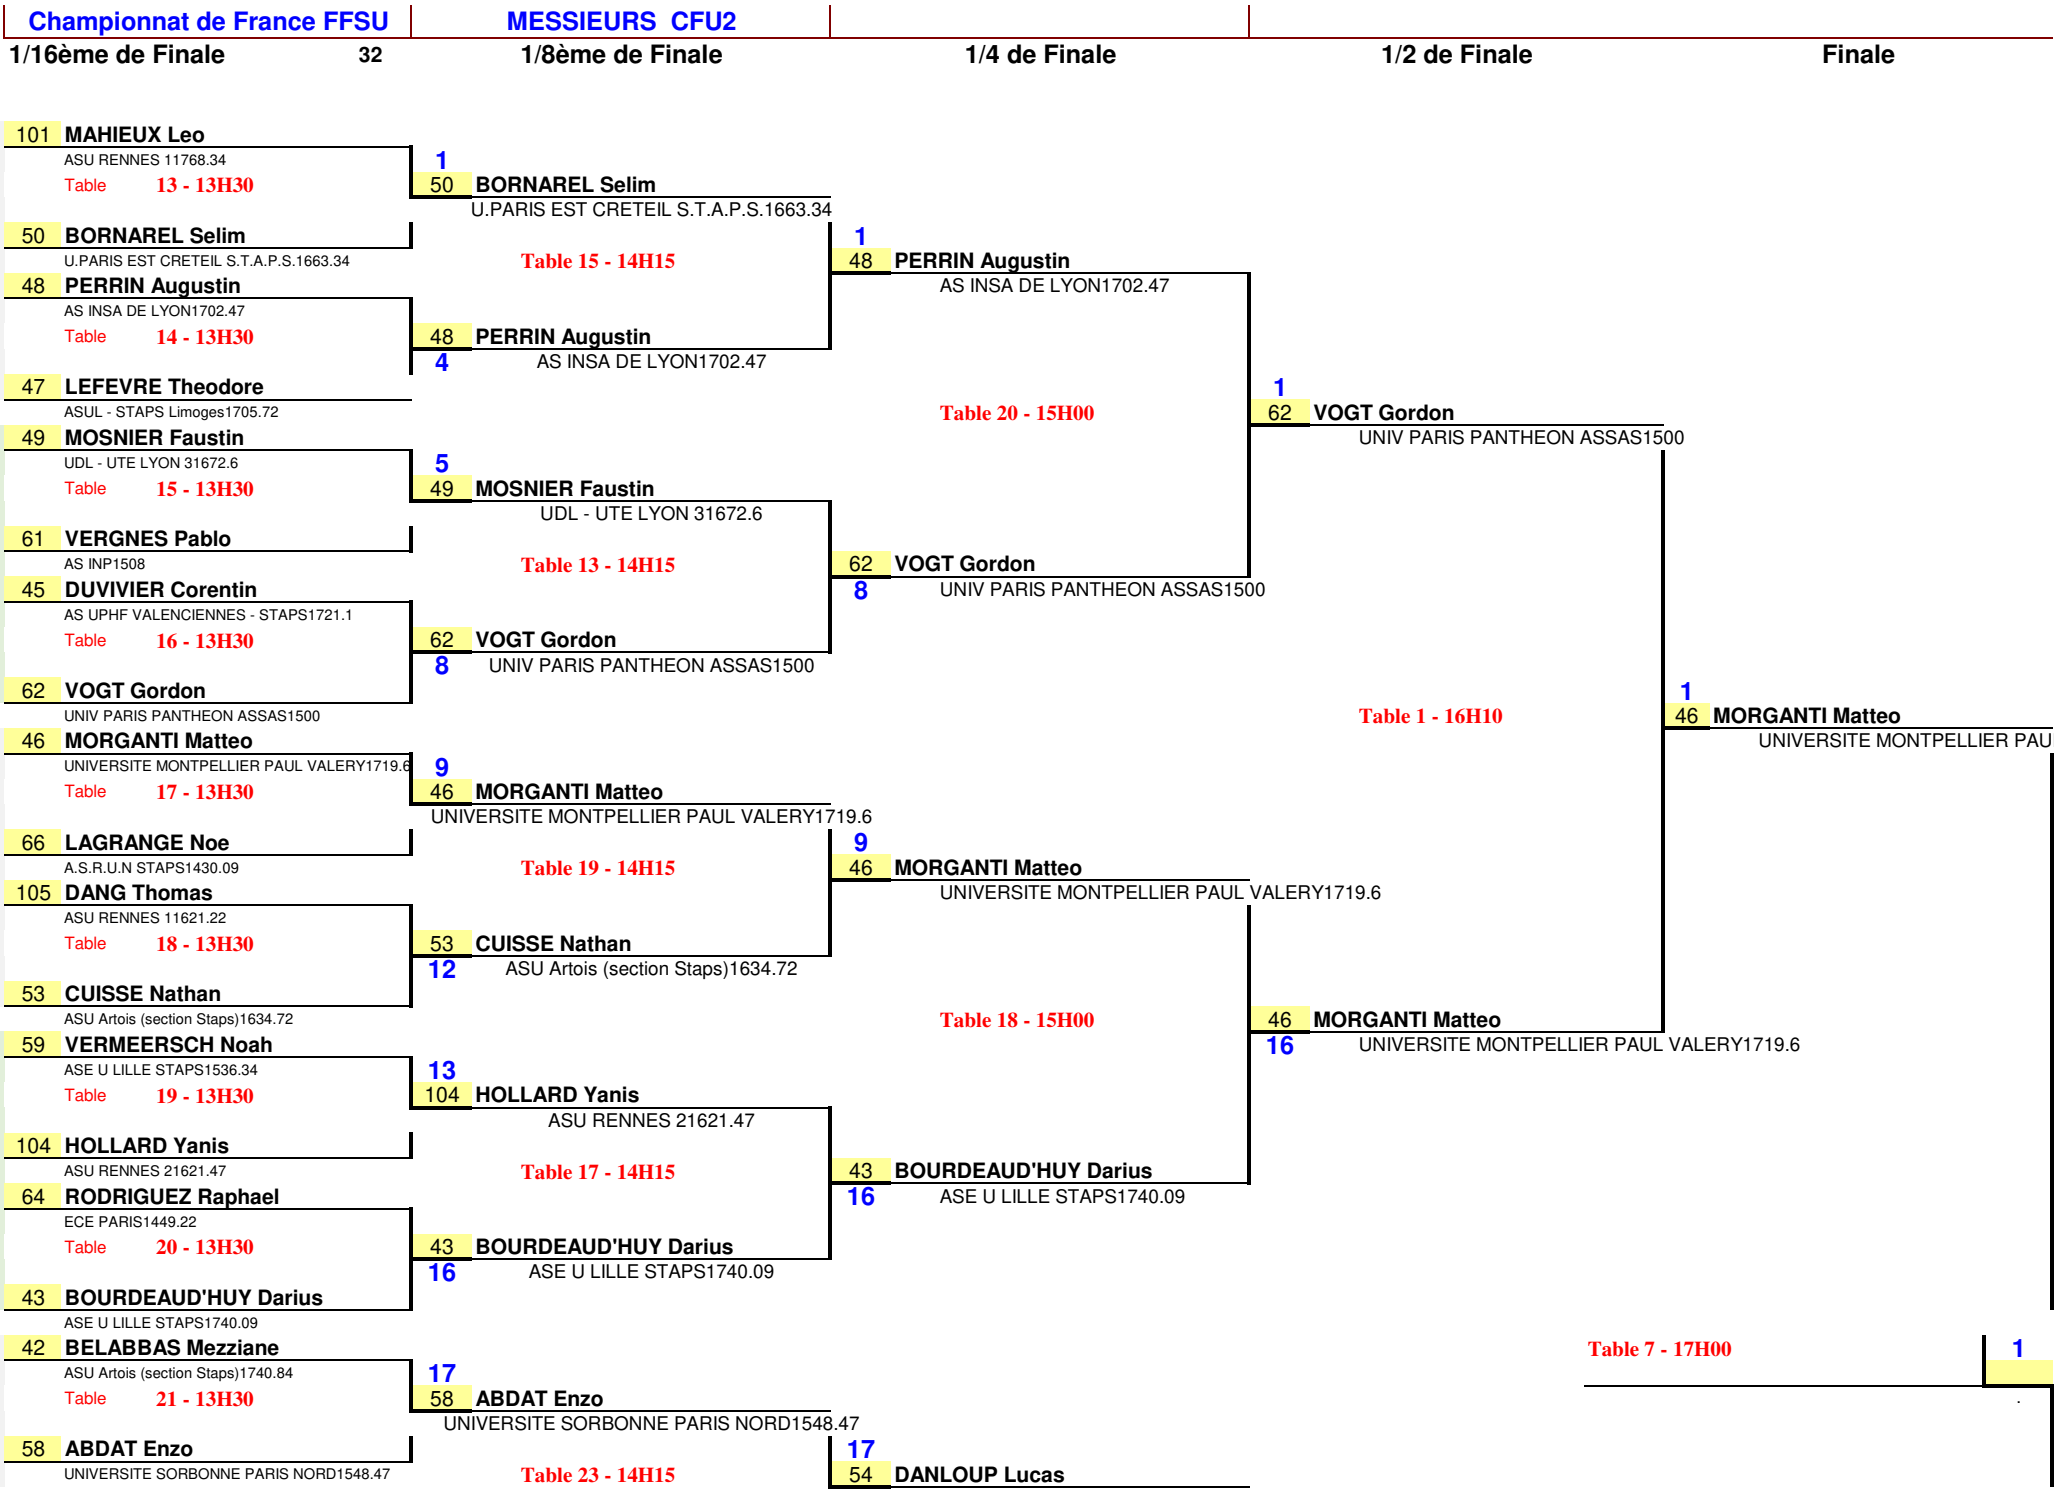 Championnat de France FFSU MESSIEURS CFU2
1/16ème de Finale 32 1/8ème de Finale 1/4 de Finale 1/2 de Finale Finale
101 MAHIEUX Leo
ASU RENNES 11768.34 1
Table 13 - 13H30 50 BORNAREL Selim
U.PARIS EST CRETEIL S.T.A.P.S.1663.34
50 BORNAREL Selim 1
U.PARIS EST CRETEIL S.T.A.P.S.1663.34 Table 15 - 14H15 48 PERRIN Augustin
48 PERRIN Augustin AS INSA DE LYON1702.47
AS INSA DE LYON1702.47
Table 14 - 13H30 48 PERRIN Augustin
4 AS INSA DE LYON1702.47
47 LEFEVRE Theodore 1
ASUL - STAPS Limoges1705.72 Table 20 - 15H00 62 VOGT Gordon
49 MOSNIER Faustin UNIV PARIS PANTHEON ASSAS1500
UDL - UTE LYON 31672.6 5
Table 15 - 13H30 49 MOSNIER Faustin
UDL - UTE LYON 31672.6
61 VERGNES Pablo
AS INP1508 Table 13 - 14H15 62 VOGT Gordon
45 DUVIVIER Corentin 8 UNIV PARIS PANTHEON ASSAS1500
AS UPHF VALENCIENNES - STAPS1721.1
Table 16 - 13H30 62 VOGT Gordon
8 UNIV PARIS PANTHEON ASSAS1500
62 VOGT Gordon 1
UNIV PARIS PANTHEON ASSAS1500 Table 1 - 16H10 46 MORGANTI Matteo
46 MORGANTI Matteo UNIVERSITE MONTPELLIER PAU
UNIVERSITE MONTPELLIER PAUL VALERY1719.6 9
Table 17 - 13H30 46 MORGANTI Matteo
UNIVERSITE MONTPELLIER PAUL VALERY1719.6
66 LAGRANGE Noe 9
A.S.R.U.N STAPS1430.09 Table 19 - 14H15 46 MORGANTI Matteo
105 DANG Thomas UNIVERSITE MONTPELLIER PAUL VALERY1719.6
ASU RENNES 11621.22
Table 18 - 13H30 53 CUISSE Nathan
12 ASU Artois (section Staps)1634.72
53 CUISSE Nathan
ASU Artois (section Staps)1634.72 Table 18 - 15H00 46 MORGANTI Matteo
59 VERMEERSCH Noah 16 UNIVERSITE MONTPELLIER PAUL VALERY1719.6
ASE U LILLE STAPS1536.34 13
Table 19 - 13H30 104 HOLLARD Yanis
ASU RENNES 21621.47
104 HOLLARD Yanis
ASU RENNES 21621.47 Table 17 - 14H15 43 BOURDEAUD'HUY Darius
64 RODRIGUEZ Raphael 16 ASE U LILLE STAPS1740.09
ECE PARIS1449.22
Table 20 - 13H30 43 BOURDEAUD'HUY Darius
16 ASE U LILLE STAPS1740.09
43 BOURDEAUD'HUY Darius
ASE U LILLE STAPS1740.09
42 BELABBAS Mezziane Table 7 - 17H00 1
ASU Artois (section Staps)1740.84 17
Table 21 - 13H30 58 ABDAT Enzo .
UNIVERSITE SORBONNE PARIS NORD1548.47
58 ABDAT Enzo 17
UNIVERSITE SORBONNE PARIS NORD1548.47 Table 23 - 14H15 54 DANLOUP Lucas